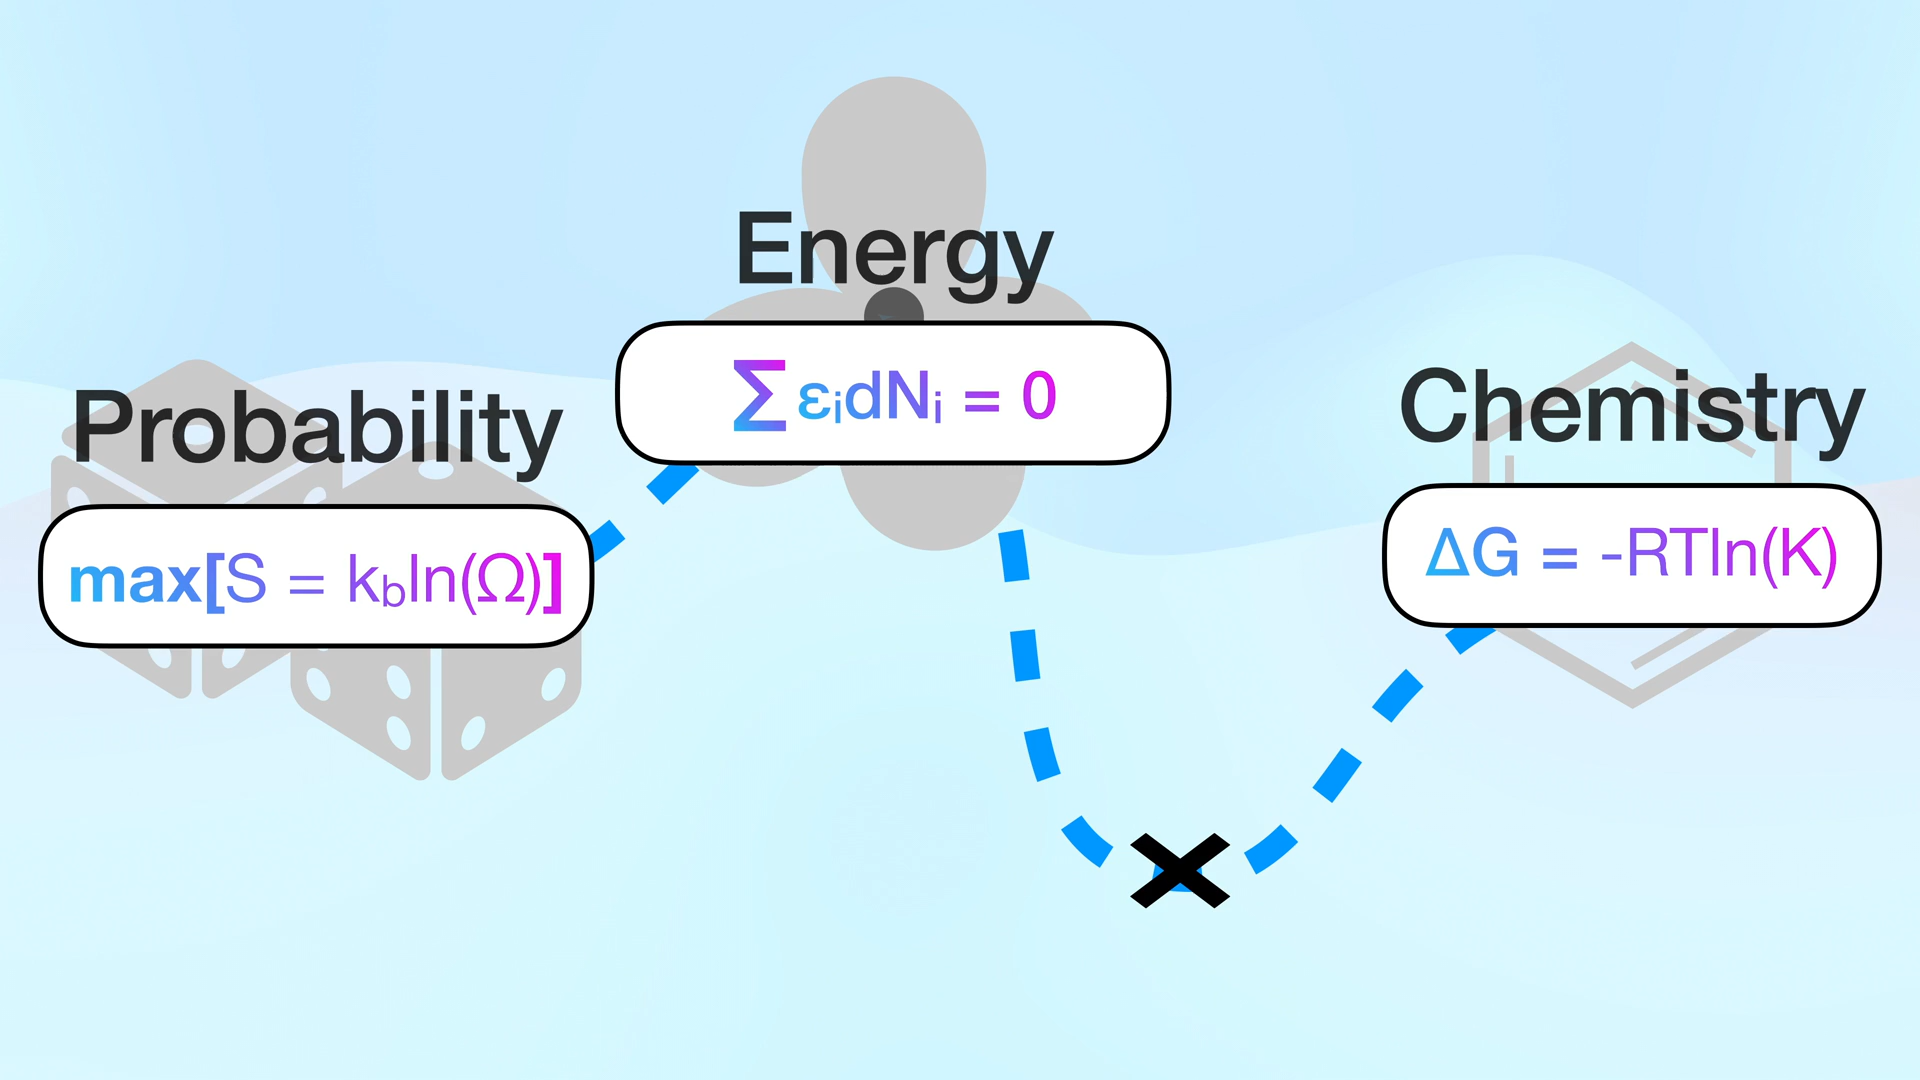 Energy
∑ εᵢdNᵢ = 0
Probability
max[S = k_bln(Ω)]
Chemistry
ΔG = -RTln(K)